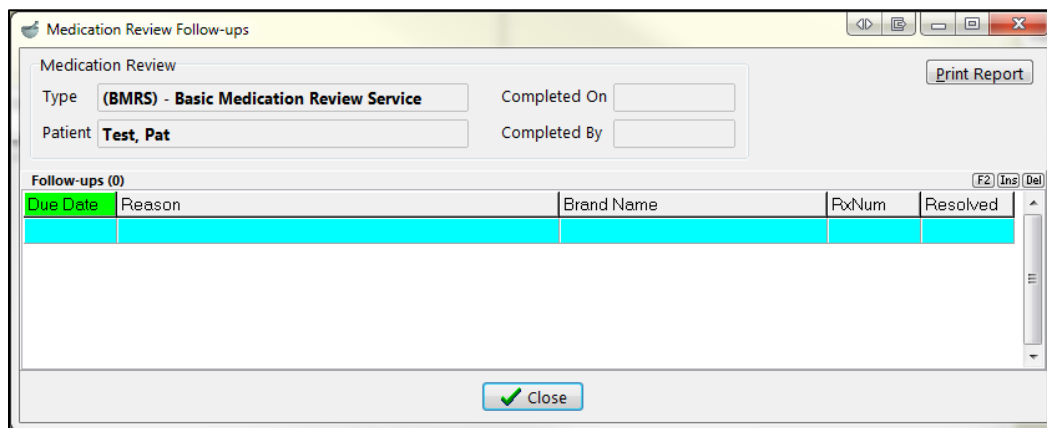 Medication Review Follow-ups
Medication Review
Print Report
Type (BMRS) - Basic Medication Review Service Completed On
Patient Test, Pat Completed By
Follow-ups (0) F2 Ins Del
Due Date Reason Brand Name RxNum Resolved
Close